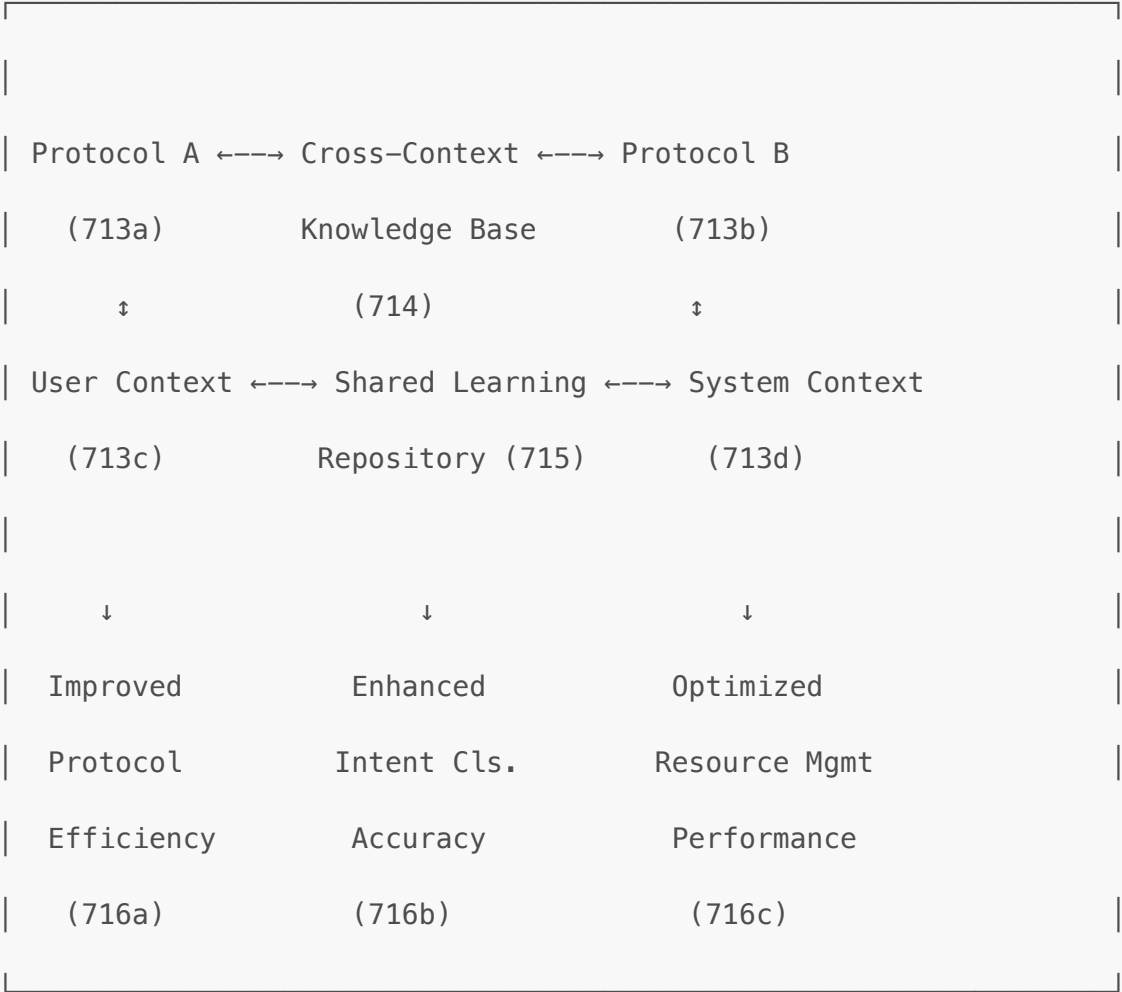 Protocol A ←——→ Cross-Context ←——→ Protocol B
(713a) Knowledge Base (713b)
↕ (714) ↕
User Context ←——→ Shared Learning ←——→ System Context
(713c) Repository (715) (713d)
↓ ↓ ↓
Improved Enhanced Optimized
Protocol Intent Cls. Resource Mgmt
Efficiency Accuracy Performance
(716a) (716b) (716c)